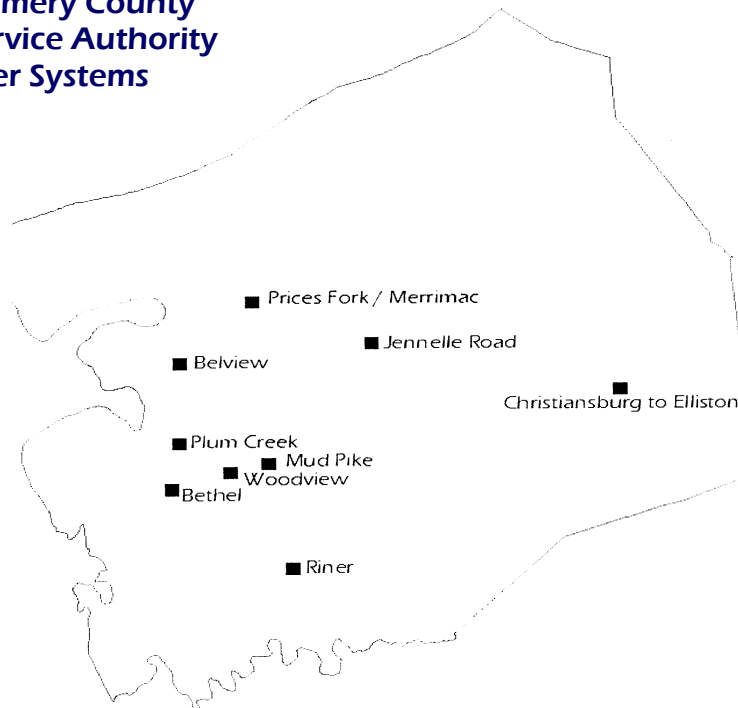 mery County
rvice Authority
er Systems
Prices Fork / Merrimac
Jennelle Road
Belview
Christiansburg to Elliston
Plum Creek
Mud Pike
Woodview
Bethel
Riner